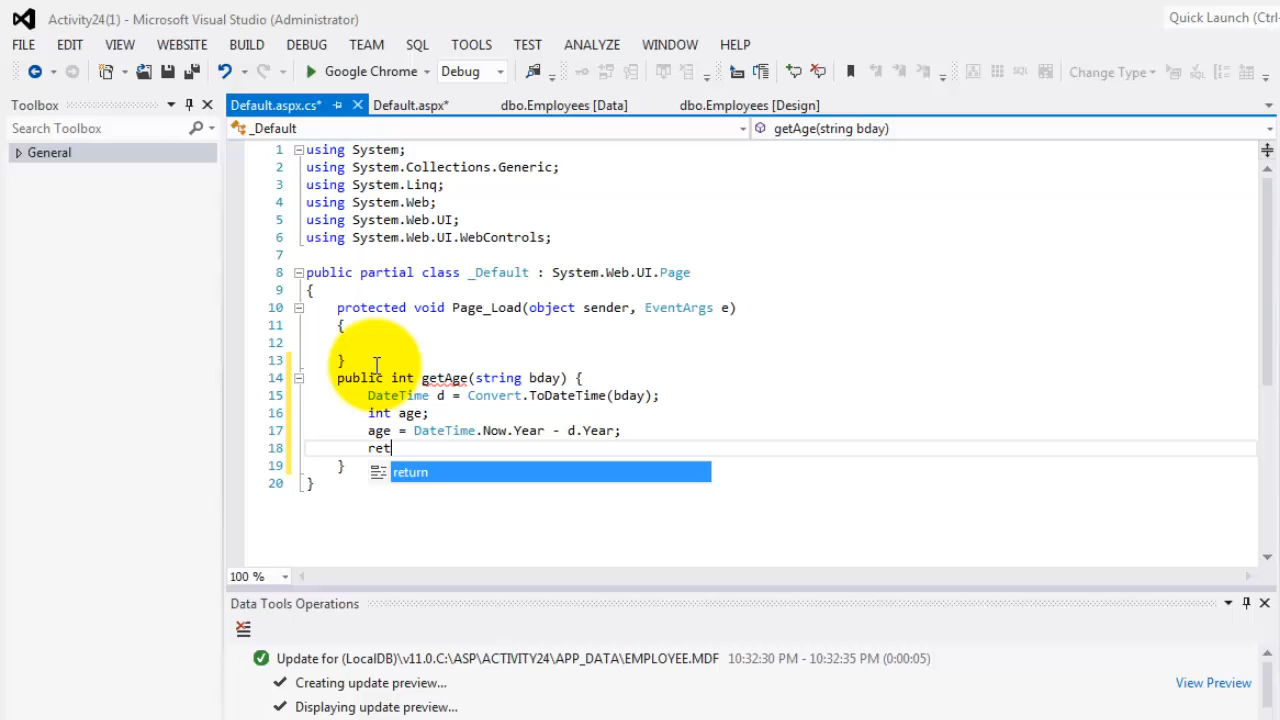 Activity24(1) - Microsoft Visual Studio (Administrator)
Quick Launch (Ctrl-
FILE EDIT VIEW WEBSITE BUILD DEBUG TEAM SQL TOOLS TEST ANALYZE WINDOW HELP
Google Chrome Debug Change Type
Toolbox
Default.aspx.cs* Default.aspx* dbo.Employees [Data] dbo.Employees [Design]
Search Toolbox
_Default getAge(string bday)
General
1 using System;
2 using System.Collections.Generic;
3 using System.Linq;
4 using System.Web;
5 using System.Web.UI;
6 using System.Web.UI.WebControls;
7
8 public partial class _Default : System.Web.UI.Page
9 {
10 protected void Page_Load(object sender, EventArgs e)
11 {
12
13 }
14 public int getAge(string bday) {
15 DateTime d = Convert.ToDateTime(bday);
16 int age;
17 age = DateTime.Now.Year - d.Year;
18 ret
return
19 }
20 }
100 %
Data Tools Operations
Update for (LocalDB)\v11.0.C:\ASP\ACTIVITY24\APP_DATA\EMPLOYEE.MDF 10:32:30 PM - 10:32:35 PM (0:00:05)
Creating update preview... View Preview
Displaying update preview...